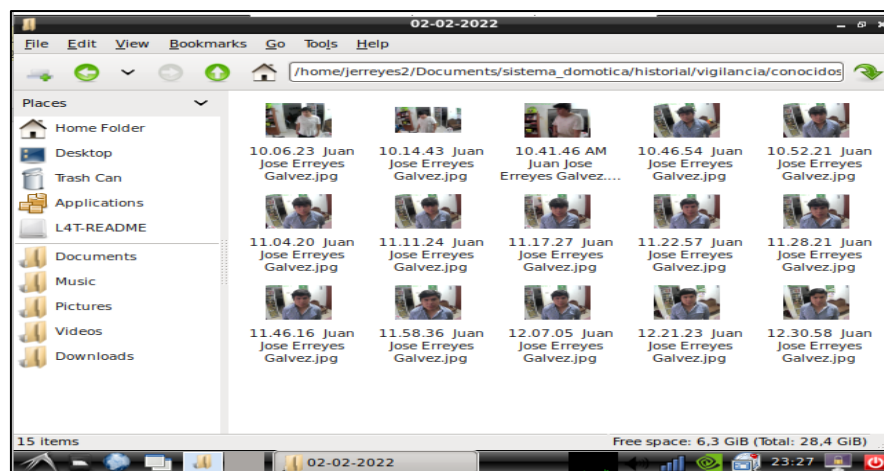 02-02-2022
File Edit View Bookmarks Go Tools Help
/home/jerreyes2/Documents/sistema_domotica/historial/vigilancia/conocidos
Places
Home Folder
Desktop
Trash Can
Applications
L4T-README
Documents
Music
Pictures
Videos
Downloads
10.06.23 Juan
Jose Erreyes
Galvez.jpg
10.14.43 Juan
Jose Erreyes
Galvez.jpg
10.41.46 AM
Juan Jose
Erreyes Galvez....
10.46.54 Juan
Jose Erreyes
Galvez.jpg
10.52.21 Juan
Jose Erreyes
Galvez.jpg
11.04.20 Juan
Jose Erreyes
Galvez.jpg
11.11.24 Juan
Jose Erreyes
Galvez.jpg
11.17.27 Juan
Jose Erreyes
Galvez.jpg
11.22.57 Juan
Jose Erreyes
Galvez.jpg
11.28.21 Juan
Jose Erreyes
Galvez.jpg
11.46.16 Juan
Jose Erreyes
Galvez.jpg
11.58.36 Juan
Jose Erreyes
Galvez.jpg
12.07.05 Juan
Jose Erreyes
Galvez.jpg
12.21.23 Juan
Jose Erreyes
Galvez.jpg
12.30.58 Juan
Jose Erreyes
Galvez.jpg
15 items
Free space: 6,3 GiB (Total: 28,4 GiB)
02-02-2022
23:27